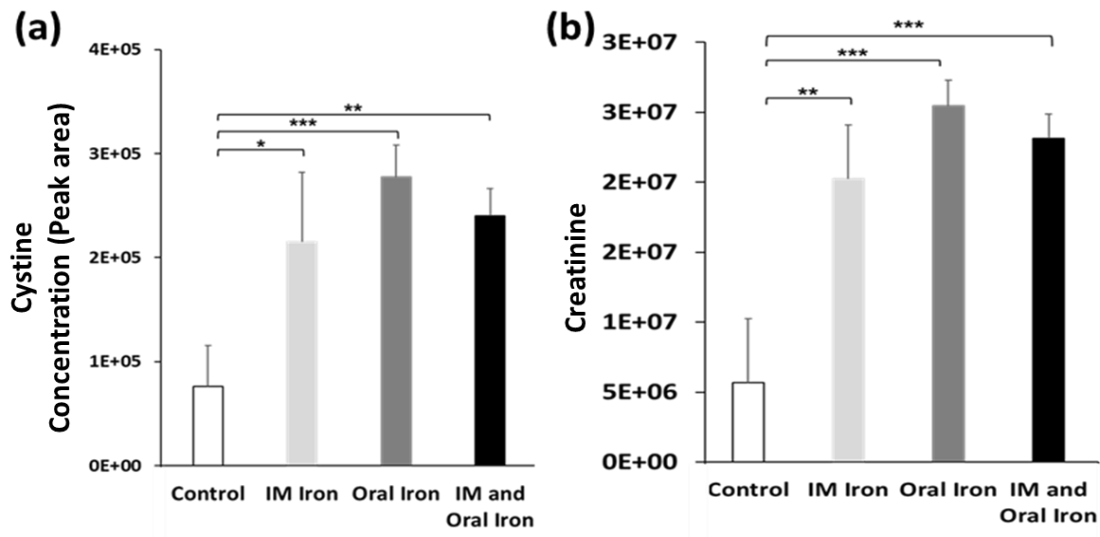 (a)
Cystine
Concentration (Peak area)
4E+05
3E+05
2E+05
1E+05
0E+00
**
***
*
Control
IM Iron
Oral Iron
IM and
Oral Iron
(b)
Creatinine
3E+07
3E+07
2E+07
2E+07
1E+07
5E+06
0E+00
***
***
**
Control
IM Iron
Oral Iron
IM and
Oral Iron